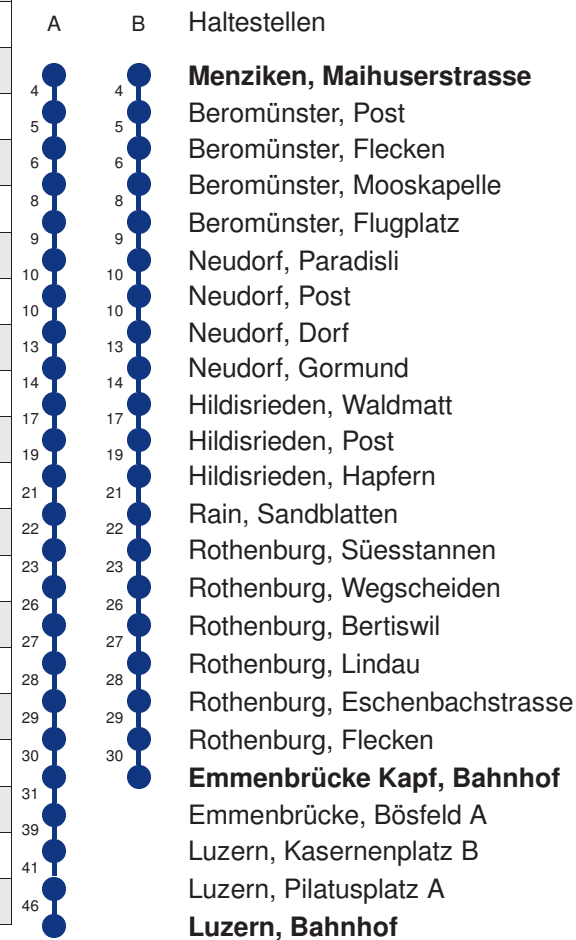 A B Haltestellen
Menziken, Maihuserstrasse
4 4
Beromünster, Post
5 5
Beromünster, Flecken
6 6
Beromünster, Mooskapelle
8 8
Beromünster, Flugplatz
9 9
Neudorf, Paradisli
10 10
Neudorf, Post
10 10
Neudorf, Dorf
13 13
Neudorf, Gormund
14 14
Hildisrieden, Waldmatt
17 17
Hildisrieden, Post
19 19
Hildisrieden, Hapfern
21 21
Rain, Sandblatten
22 22
Rothenburg, Süesstannen
23 23
Rothenburg, Wegscheiden
26 26
Rothenburg, Bertiswil
27 27
Rothenburg, Lindau
28 28
Rothenburg, Eschenbachstrasse
29 29
Rothenburg, Flecken
30 30
Emmenbrücke Kapf, Bahnhof
31
Emmenbrücke, Bösfeld A
39
Luzern, Kasernenplatz B
41
Luzern, Pilatusplatz A
46
Luzern, Bahnhof